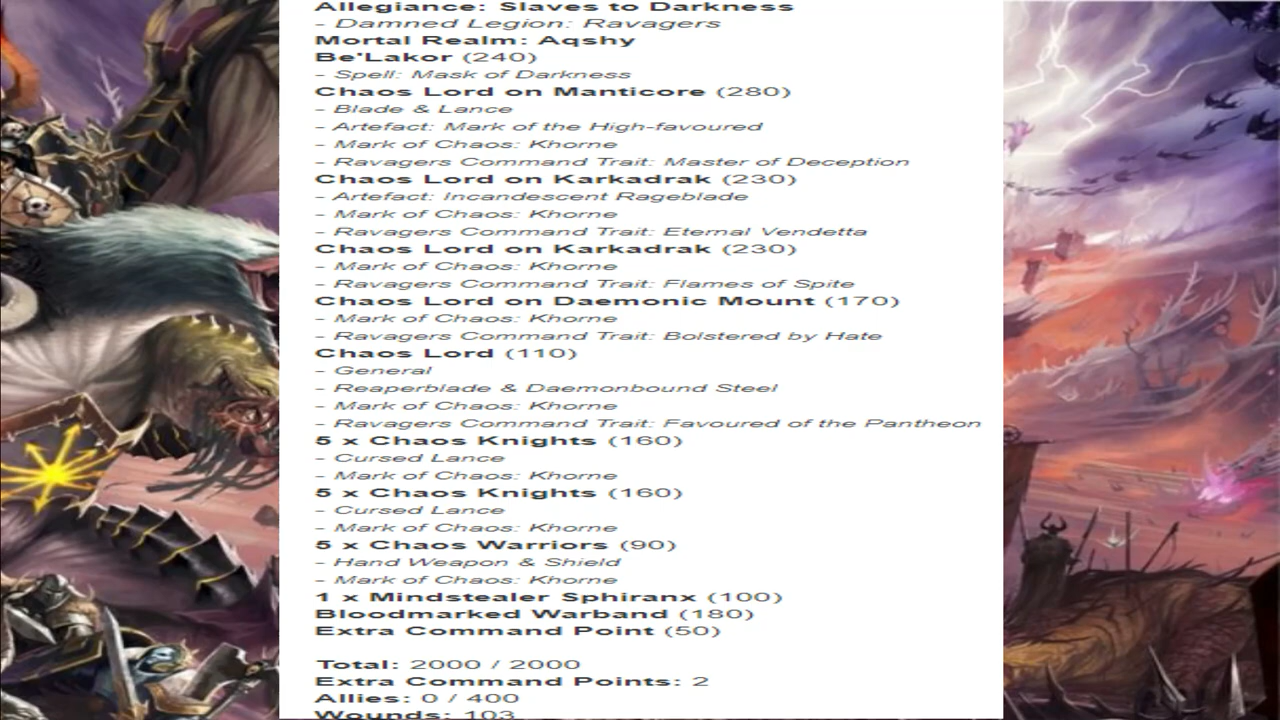 Allegiance: Slaves to Darkness
- Damned Legion: Ravagers
Mortal Realm: Aqshy
Be'Lakor (240)
- Spell: Mask of Darkness
Chaos Lord on Manticore (280)
- Blade & Lance
- Artefact: Mark of the High-favoured
- Mark of Chaos: Khorne
- Ravagers Command Trait: Master of Deception
Chaos Lord on Karkadrak (230)
- Artefact: Incandescent Rageblade
- Mark of Chaos: Khorne
- Ravagers Command Trait: Eternal Vendetta
Chaos Lord on Karkadrak (230)
- Mark of Chaos: Khorne
- Ravagers Command Trait: Flames of Spite
Chaos Lord on Daemonic Mount (170)
- Mark of Chaos: Khorne
- Ravagers Command Trait: Bolstered by Hate
Chaos Lord (110)
- General
- Reaperblade & Daemonbound Steel
- Mark of Chaos: Khorne
- Ravagers Command Trait: Favoured of the Pantheon
5 x Chaos Knights (160)
- Cursed Lance
- Mark of Chaos: Khorne
5 x Chaos Knights (160)
- Cursed Lance
- Mark of Chaos: Khorne
5 x Chaos Warriors (90)
- Hand Weapon & Shield
- Mark of Chaos: Khorne
1 x Mindstealer Sphiranx (100)
Bloodmarked Warband (180)
Extra Command Point (50)
Total: 2000 / 2000
Extra Command Points: 2
Allies: 0 / 400
Wounds: 103